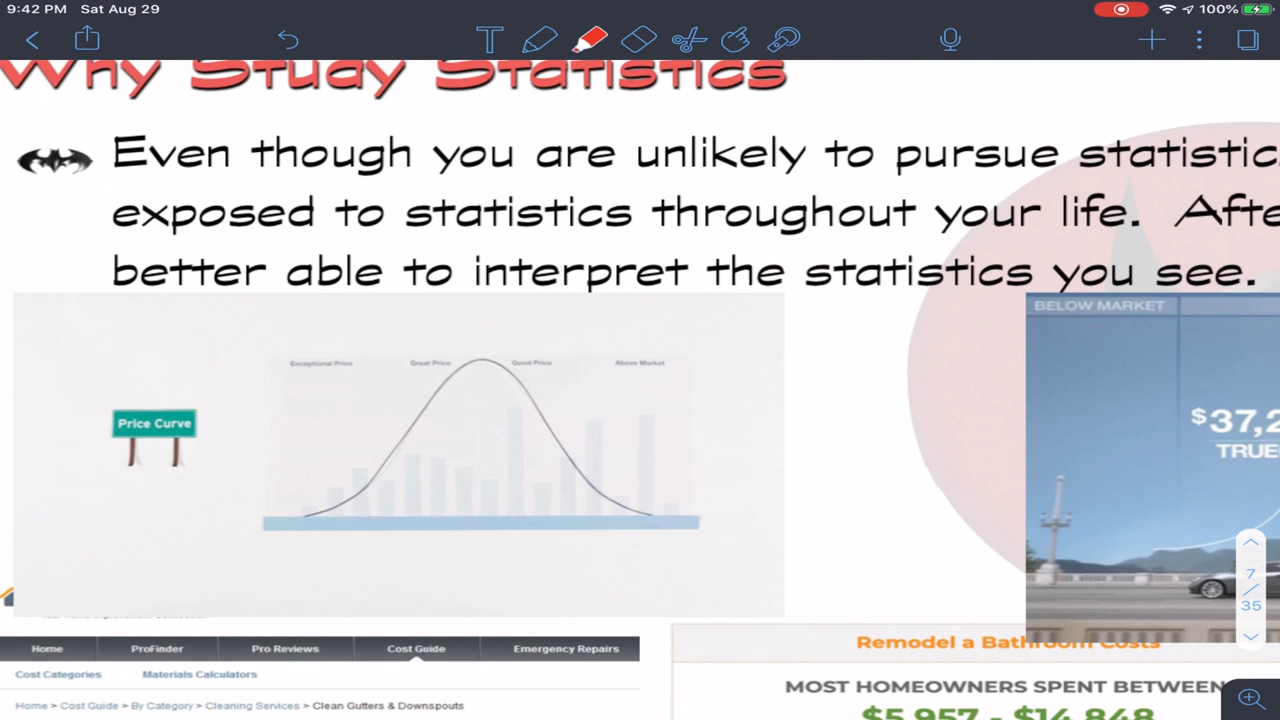 9:42 PM Sat Aug 29
100%
Why Study Statistics
Even though you are unlikely to pursue statistic
exposed to statistics throughout your life. Afte
better able to interpret the statistics you see.
Exceptional Price Great Price Good Price Above Market
Price Curve
BELOW MARKET
$37,2
TRUE
7
35
Home ProFinder Pro Reviews Cost Guide Emergency Repairs
Cost Categories Materials Calculators
Home > Cost Guide > By Category > Cleaning Services > Clean Gutters & Downspouts
Remodel a Bathroom Costs
MOST HOMEOWNERS SPENT BETWEEN
$5,957 - $14,848